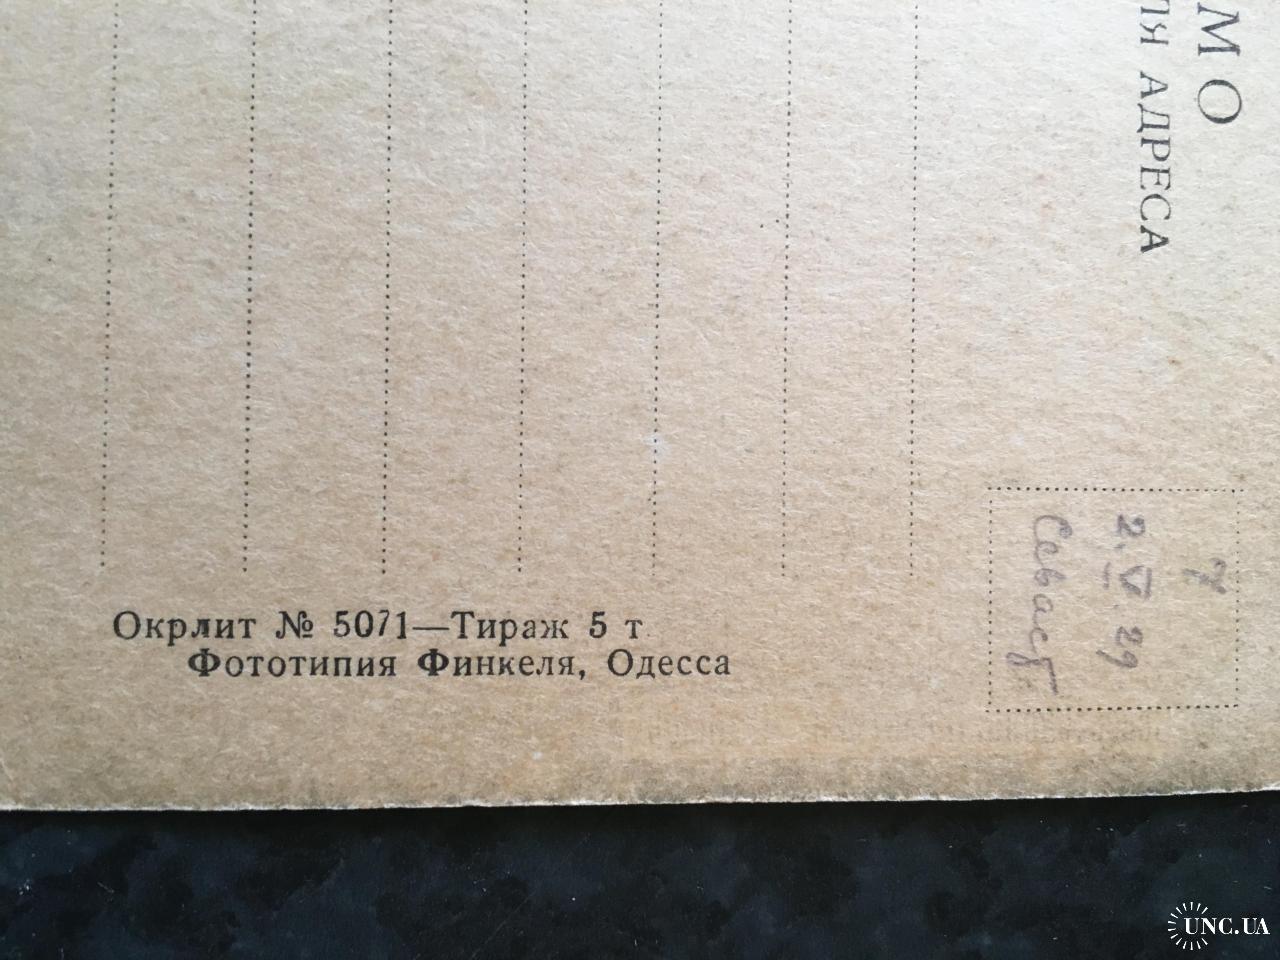 МО
ЛЯ АДРЕСА
7
2.V.29
Севаст
Окрлит № 5071—Тираж 5 т.
Фототипия Финкеля, Одесса
UNC.UA